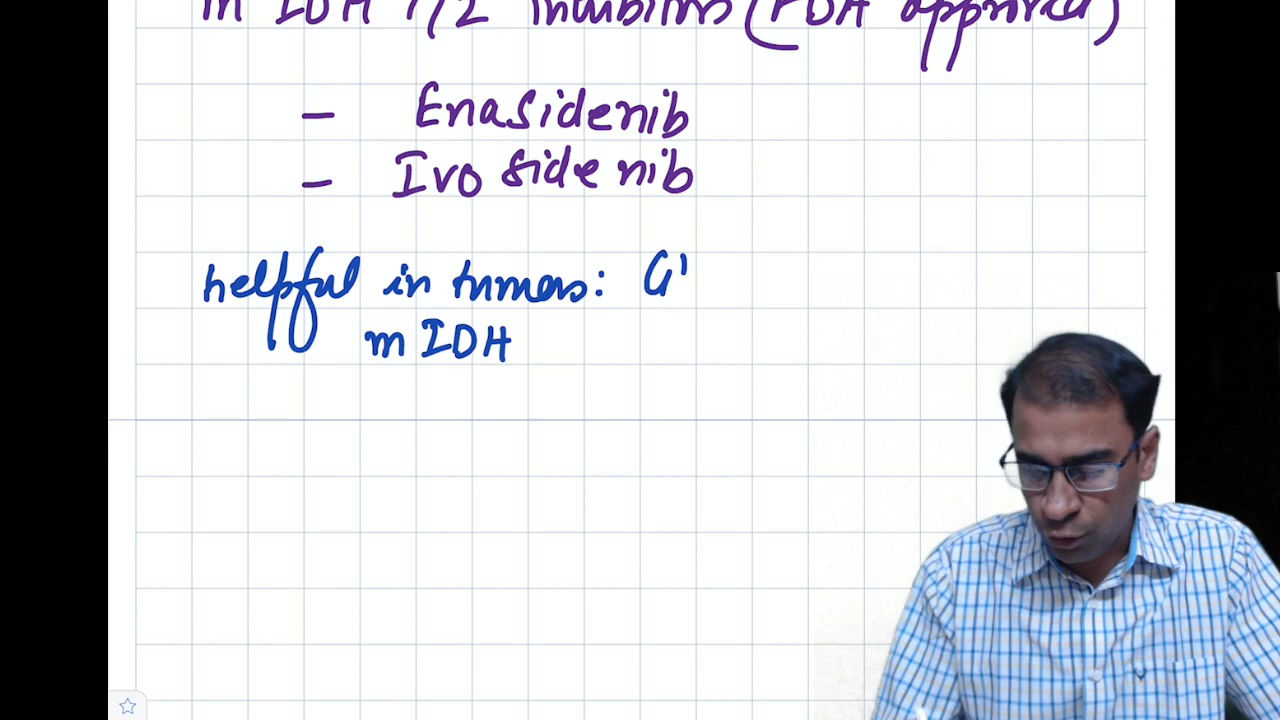 m IDH 1/2 inhibitors (FDA approved)
– Enasidenib
– Ivosidenib
helpful in tumors: G'
m IDH